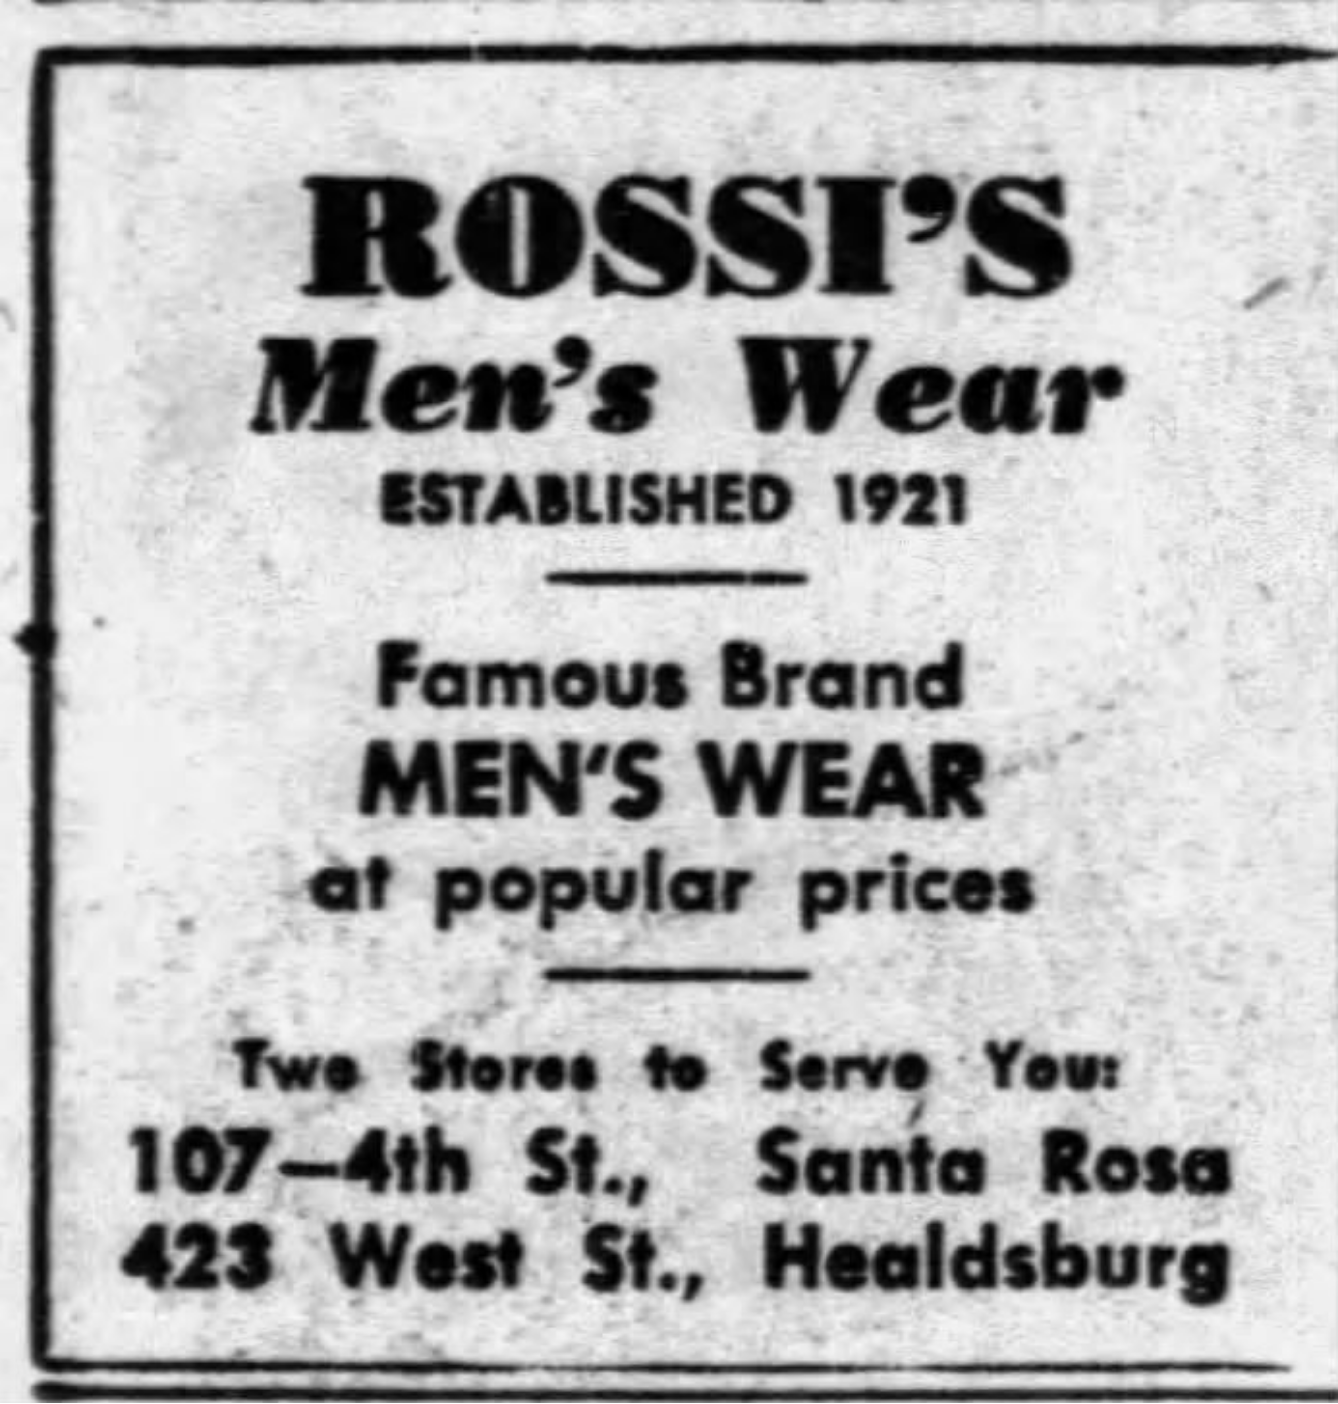 ROSSI'S
Men's Wear
ESTABLISHED 1921
Famous Brand
MEN'S WEAR
at popular prices
Two Stores to Serve You:
107—4th St., Santa Rosa
423 West St., Healdsburg